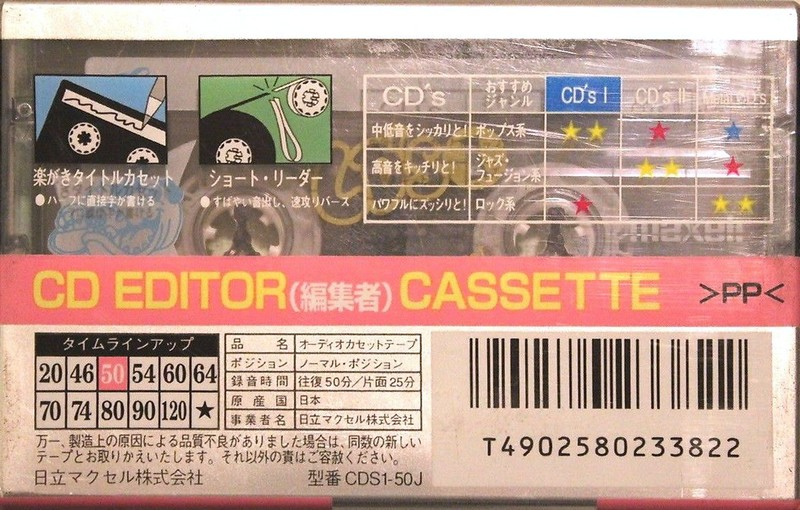 楽がきタイトルカセット
●ハーフに直接字が書ける
ショート・リーダー
●すばやい音出し、速攻リバース
CD's おすすめジャンル CD's I CD's II
中低音をシッカリと! ポップス系 ★★ ★ ★
高音をキッチリと! ジャズ・フュージョン系 ★★ ★
パワフルにズッシリと! ロック系 ★ ★★
maxell
CD EDITOR(編集者) CASSETTE >PP<
タイムラインアップ
20 46 50 54 60 64
70 74 80 90 120 ★
品名 オーディオカセットテープ
ポジション ノーマル・ポジション
録音時間 往復50分/片面25分
原産国 日本
事業者名 日立マクセル株式会社
万一、製造上の原因による品質不良がありました場合は、同数の新しい
テープとお取りかえいたします。それ以外の責はご容赦ください。
日立マクセル株式会社 型番 CDS1-50J
T4902580233822